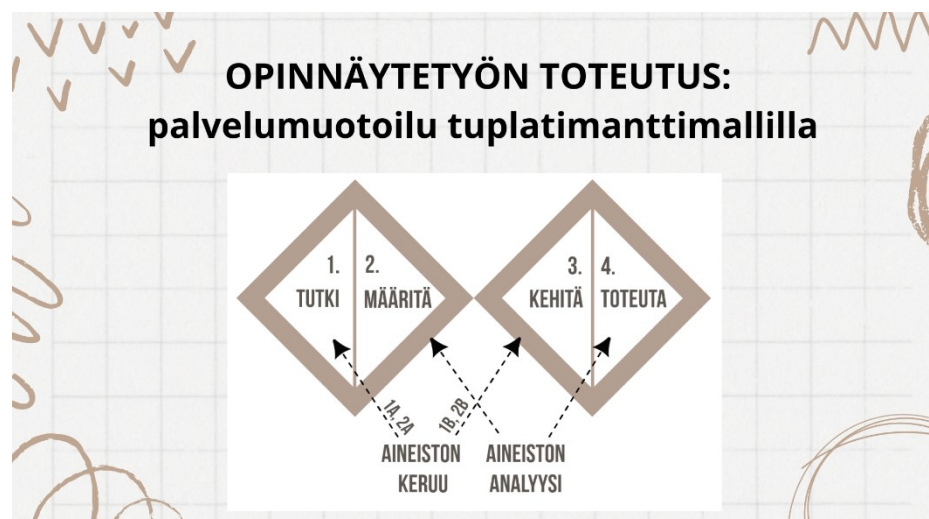 OPINNÄYTETYÖN TOTEUTUS:
palvelumuotoilu tuplatimanttimallilla
1.
TUTKI
2.
MÄÄRITÄ
3.
KEHITÄ
4.
TOTEUTA
1A, 2A
1B, 2B
AINEISTON
KERUU
AINEISTON
ANALYYSI